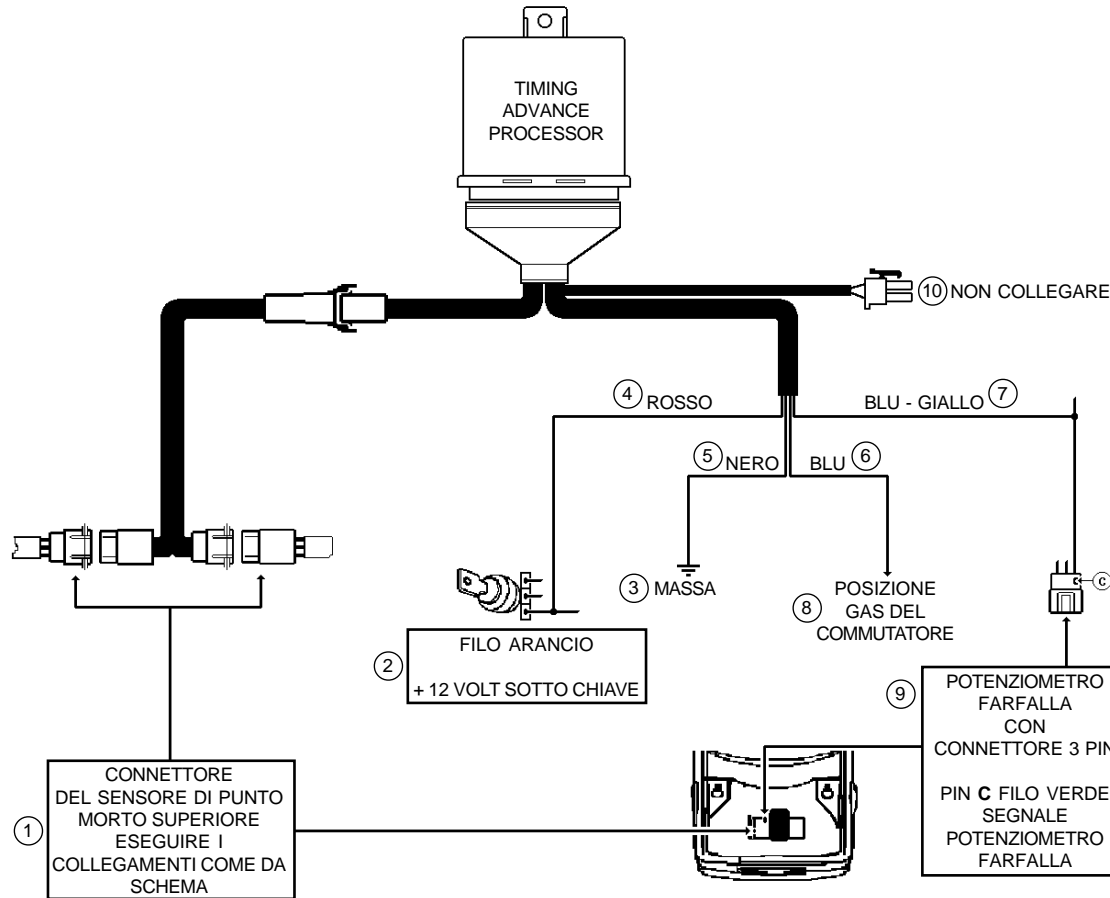 TIMING
ADVANCE
PROCESSOR
10 NON COLLEGARE
4 ROSSO
BLU - GIALLO 7
5 NERO
BLU 6
3 MASSA
8
POSIZIONE
GAS DEL
COMMUTATORE
C
2
FILO ARANCIO
+ 12 VOLT SOTTO CHIAVE
9
POTENZIOMETRO
FARFALLA
CON
CONNETTORE 3 PIN
PIN C FILO VERDE
SEGNALE
POTENZIOMETRO
FARFALLA
1
CONNETTORE
DEL SENSORE DI PUNTO
MORTO SUPERIORE
ESEGUIRE I
COLLEGAMENTI COME DA
SCHEMA